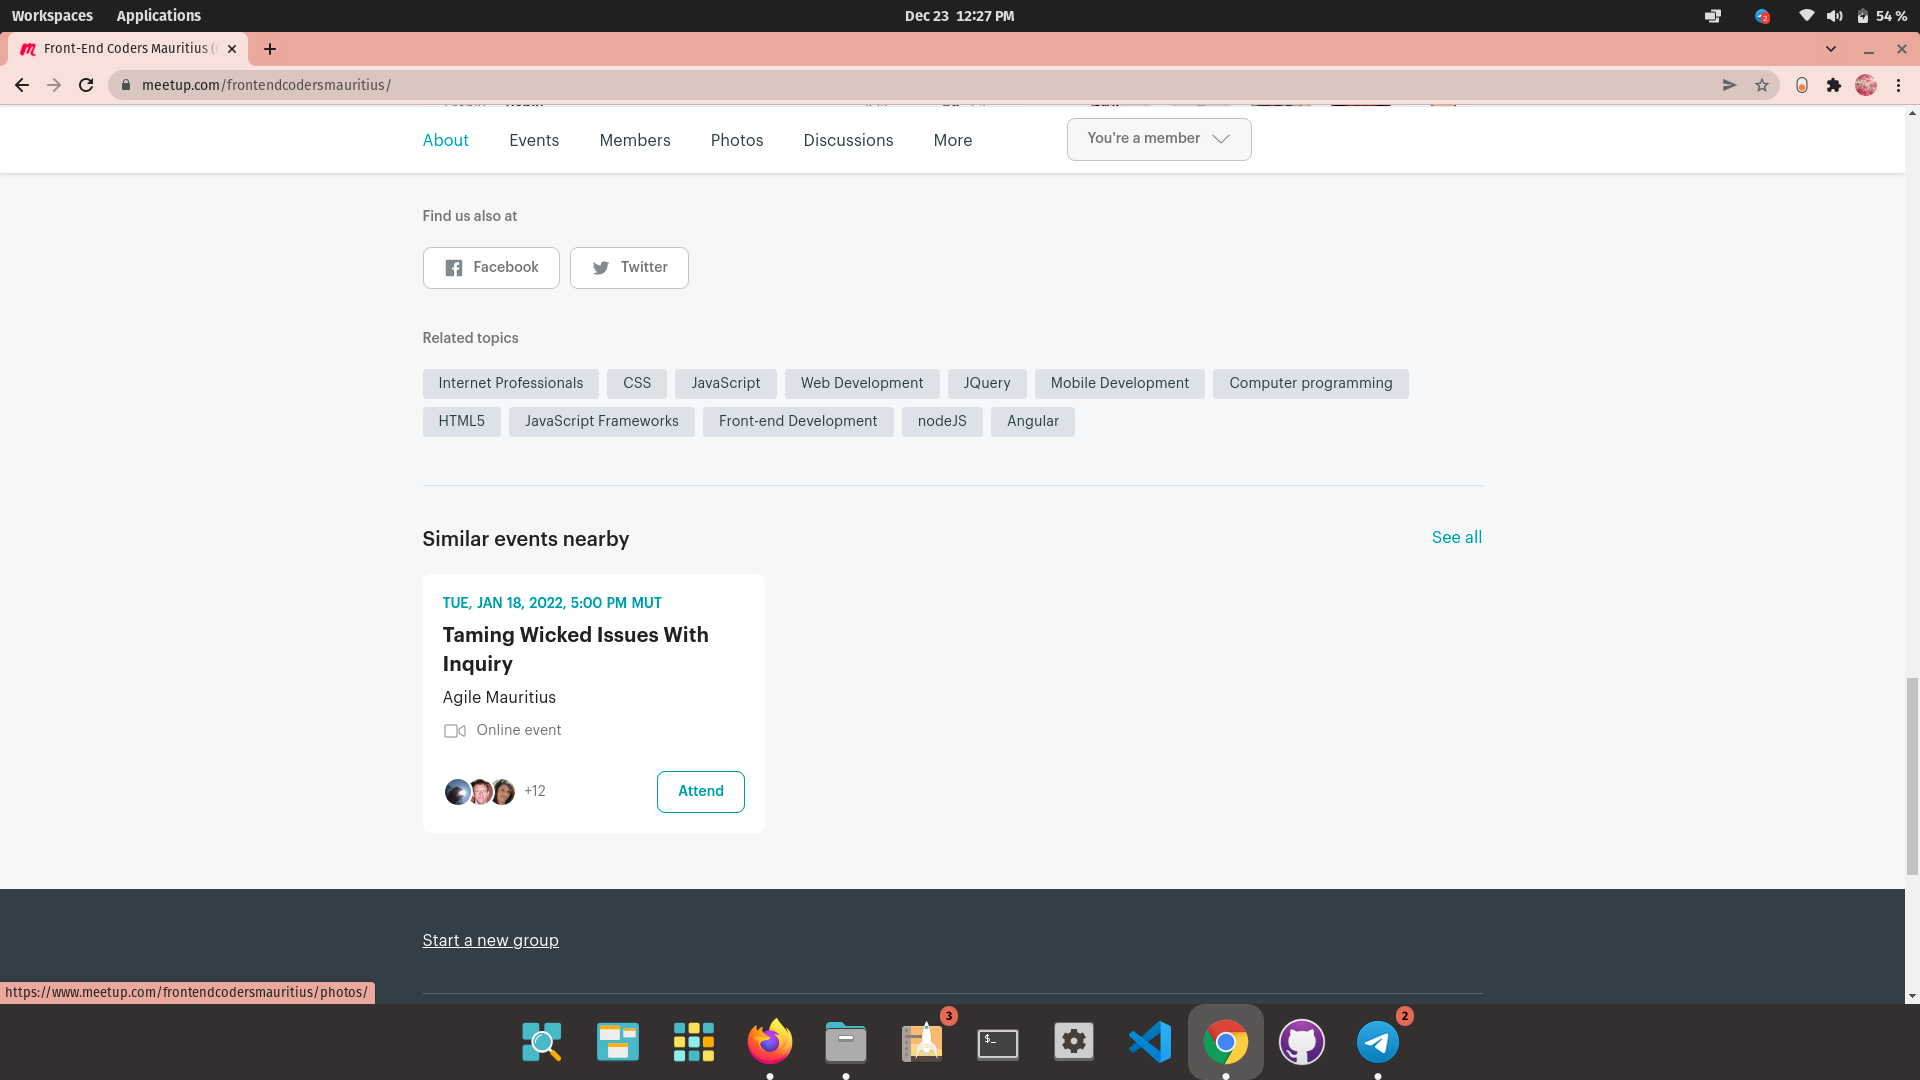 Workspaces Applications Dec 23 12:27 PM 54 %
Front-End Coders Mauritius (
meetup.com/frontendcodersmauritius/
About Events Members Photos Discussions More You're a member
Find us also at
Facebook Twitter
Related topics
Internet Professionals CSS JavaScript Web Development JQuery Mobile Development Computer programming
HTML5 JavaScript Frameworks Front-end Development nodeJS Angular
Similar events nearby See all
TUE, JAN 18, 2022, 5:00 PM MUT
Taming Wicked Issues With
Inquiry
Agile Mauritius
Online event
+12 Attend
Start a new group
https://www.meetup.com/frontendcodersmauritius/photos/
3 2
$_